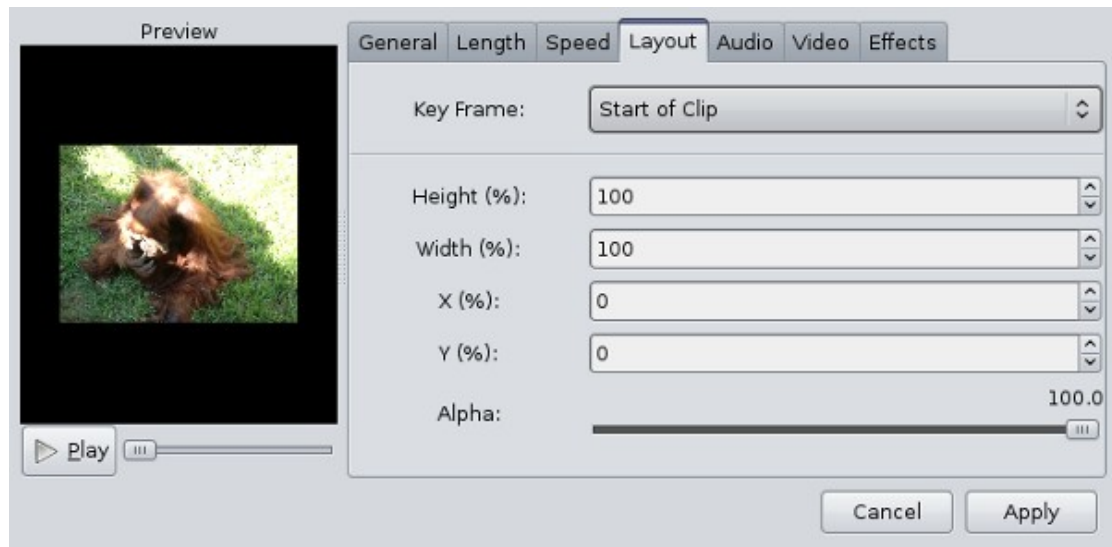 Preview
General Length Speed Layout Audio Video Effects
Key Frame: Start of Clip
Height (%): 100
Width (%): 100
X (%): 0
Y (%): 0
Alpha: 100.0
Play
Cancel Apply